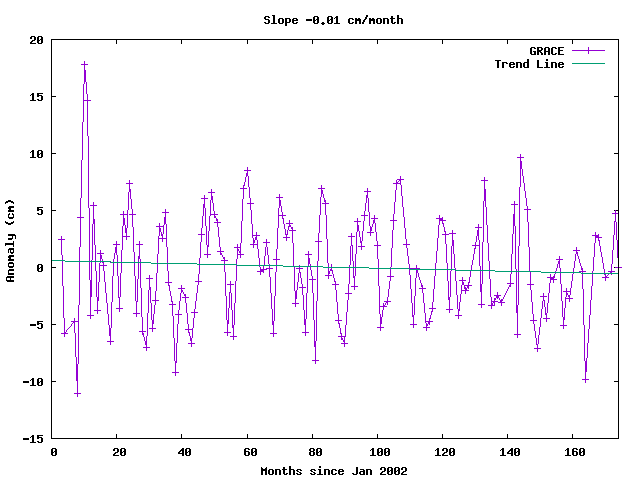 Slope -0.01 cm/month
20
GRACE
Trend Line
15
10
5
0
-5
-10
-15
Anomaly (cm)
0 20 40 60 80 100 120 140 160
Months since Jan 2002